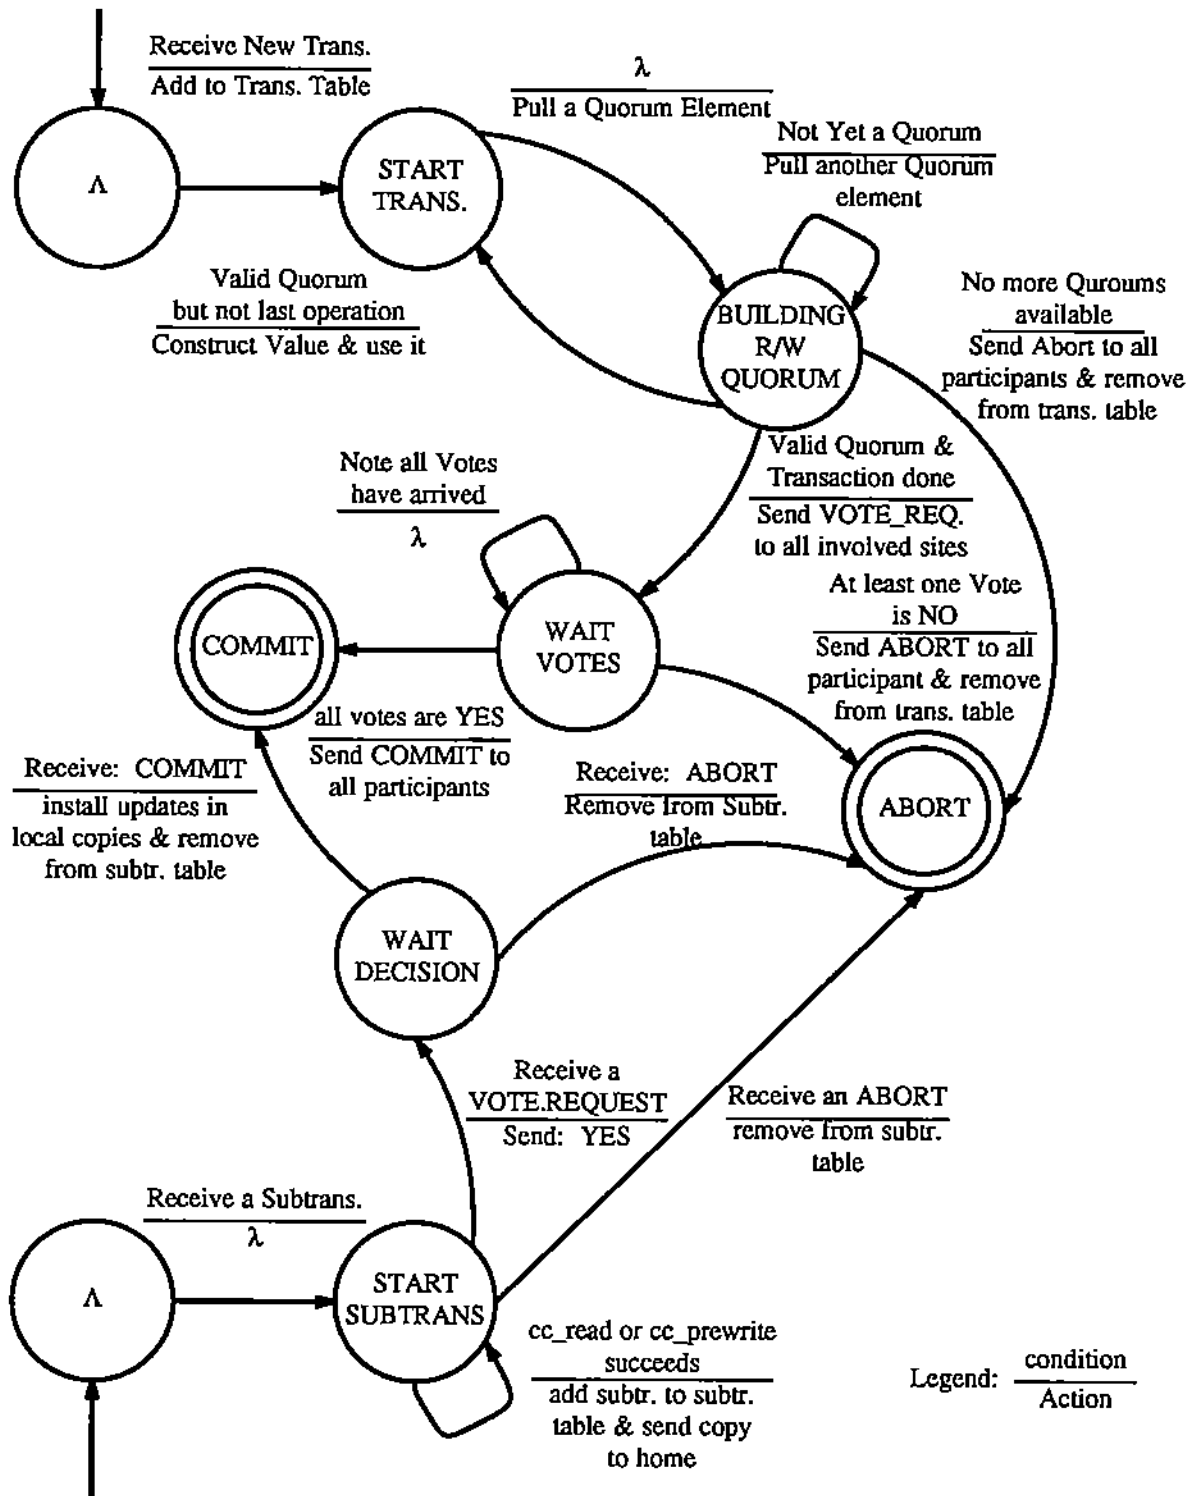 Receive New Trans.
Add to Trans. Table
λ
Pull a Quorum Element
Not Yet a Quorum
Pull another Quorum
element
Λ
START
TRANS.
Valid Quorum
but not last operation
Construct Value & use it
BUILDING
R/W
QUORUM
No more Quroums
available
Send Abort to all
participants & remove
from trans. table
Note all Votes
have arrived
λ
Valid Quorum &
Transaction done
Send VOTE_REQ.
to all involved sites
At least one Vote
is NO
Send ABORT to all
participant & remove
from trans. table
COMMIT
WAIT
VOTES
all votes are YES
Send COMMIT to
all participants
Receive: COMMIT
install updates in
local copies & remove
from subtr. table
Receive: ABORT
Remove from Subtr.
table
ABORT
WAIT
DECISION
Receive a
VOTE.REQUEST
Send: YES
Receive an ABORT
remove from subtr.
table
Receive a Subtrans.
λ
Λ
START
SUBTRANS
cc_read or cc_prewrite
succeeds
add subtr. to subtr.
table & send copy
to home
Legend: condition
Action